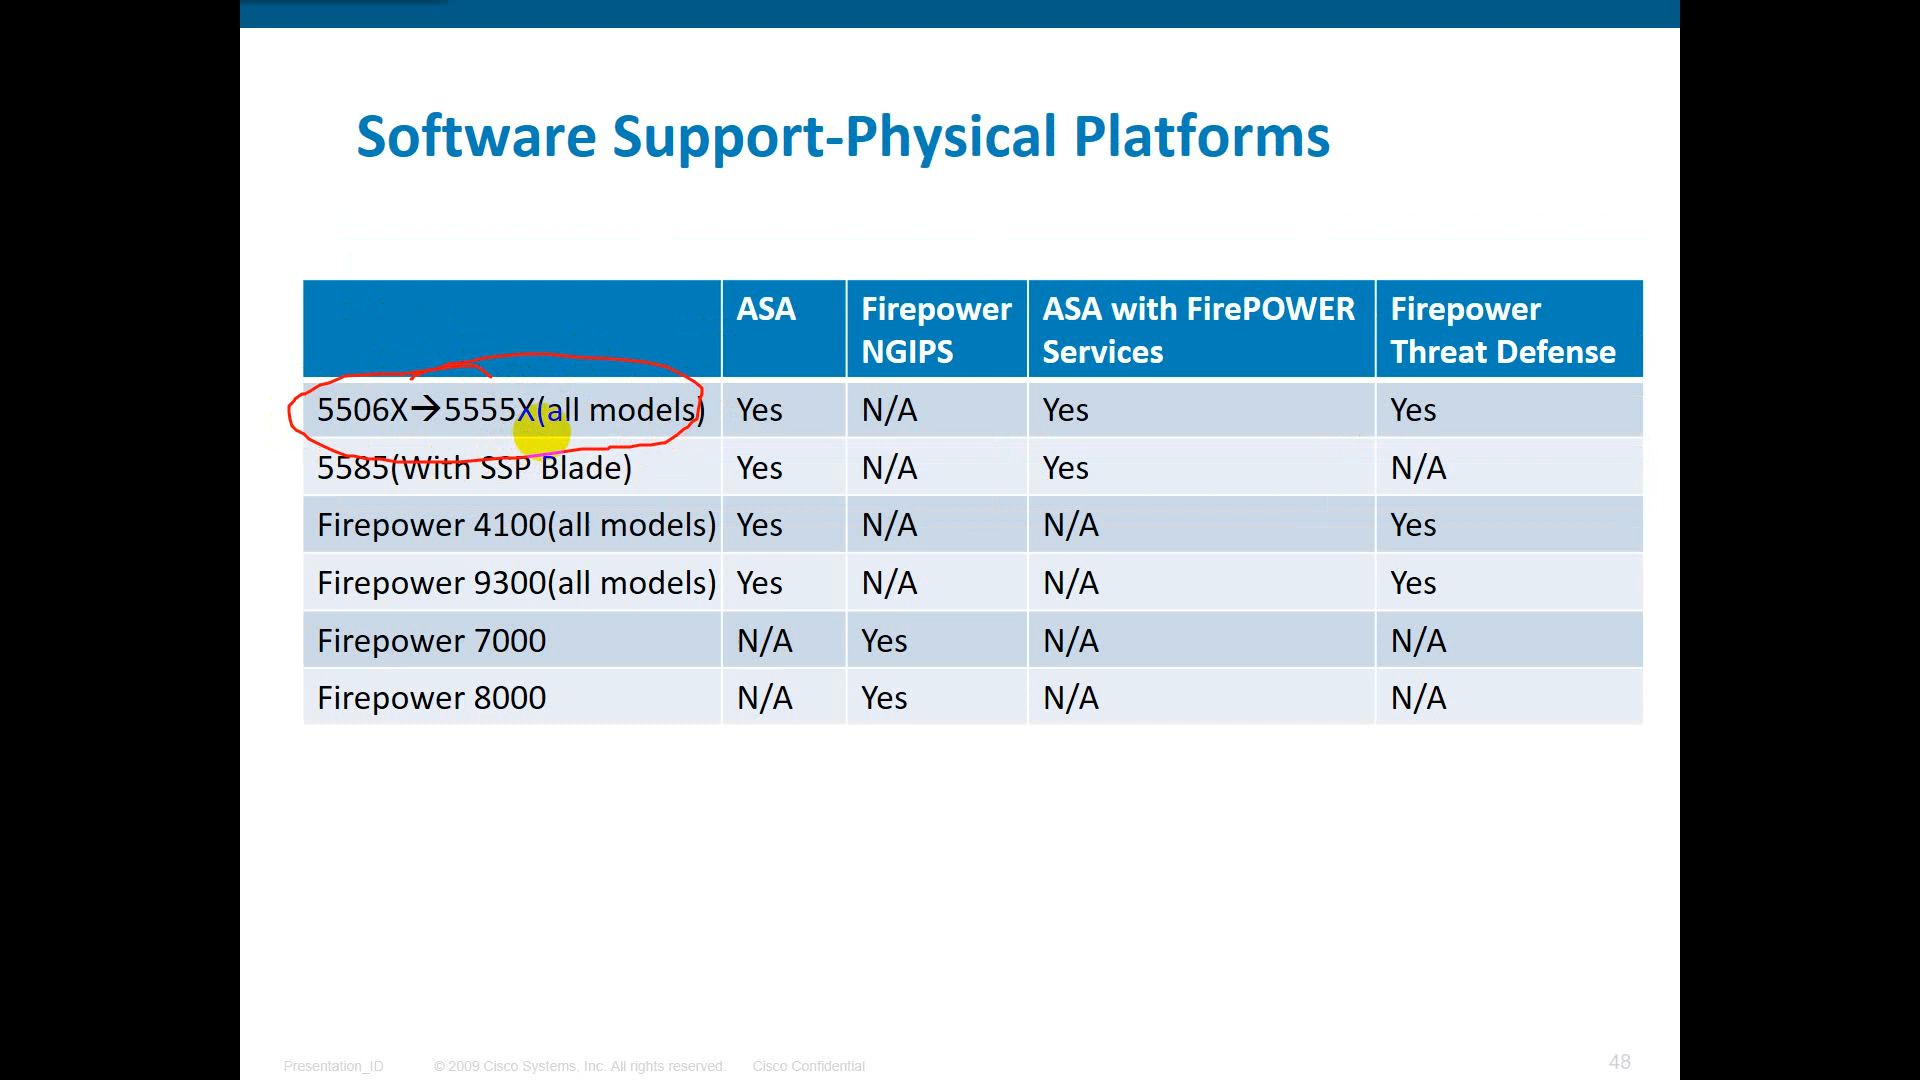 Software Support-Physical Platforms
ASA
Firepower NGIPS
ASA with FirePOWER Services
Firepower Threat Defense
5506X→5555X(all models) Yes N/A Yes Yes
5585(With SSP Blade) Yes N/A Yes N/A
Firepower 4100(all models) Yes N/A N/A Yes
Firepower 9300(all models) Yes N/A N/A Yes
Firepower 7000 N/A Yes N/A N/A
Firepower 8000 N/A Yes N/A N/A
Presentation_ID © 2009 Cisco Systems, Inc. All rights reserved. Cisco Confidential 48